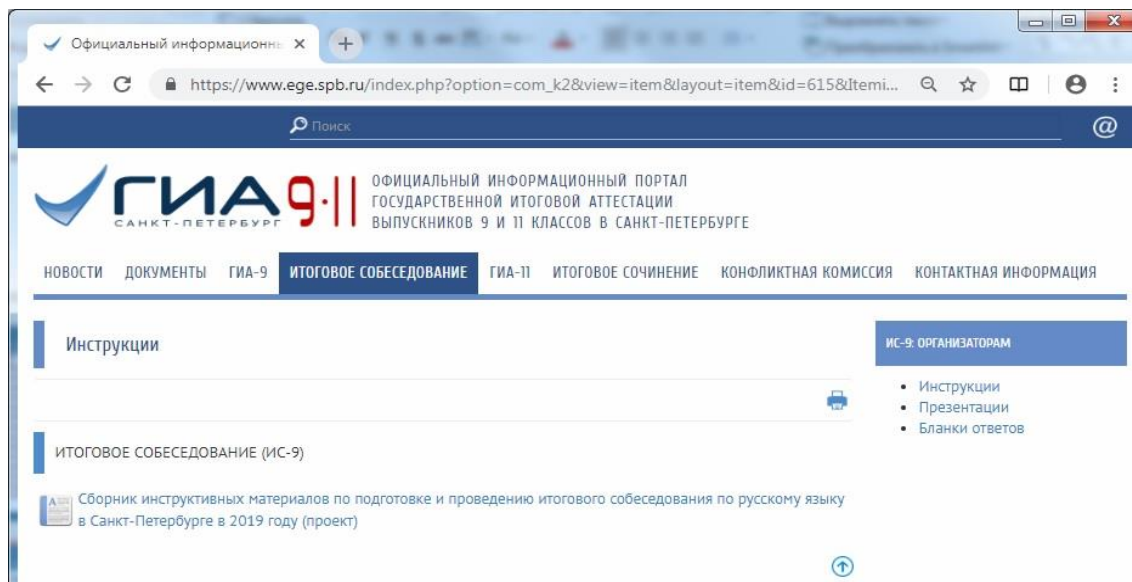 Официальный информационн
https://www.ege.spb.ru/index.php?option=com_k2&view=item&layout=item&id=615&Itemi...
Поиск
@
ГИА 9·11
САНКТ-ПЕТЕРБУРГ
ОФИЦИАЛЬНЫЙ ИНФОРМАЦИОННЫЙ ПОРТАЛ
ГОСУДАРСТВЕННОЙ ИТОГОВОЙ АТТЕСТАЦИИ
ВЫПУСКНИКОВ 9 И 11 КЛАССОВ В САНКТ-ПЕТЕРБУРГЕ
НОВОСТИ ДОКУМЕНТЫ ГИА-9 ИТОГОВОЕ СОБЕСЕДОВАНИЕ ГИА-11 ИТОГОВОЕ СОЧИНЕНИЕ КОНФЛИКТНАЯ КОМИССИЯ КОНТАКТНАЯ ИНФОРМАЦИЯ
Инструкции
ИТОГОВОЕ СОБЕСЕДОВАНИЕ (ИС-9)
Сборник инструктивных материалов по подготовке и проведению итогового собеседования по русскому языку
в Санкт-Петербурге в 2019 году (проект)
ИС-9: ОРГАНИЗАТОРАМ
Инструкции
Презентации
Бланки ответов